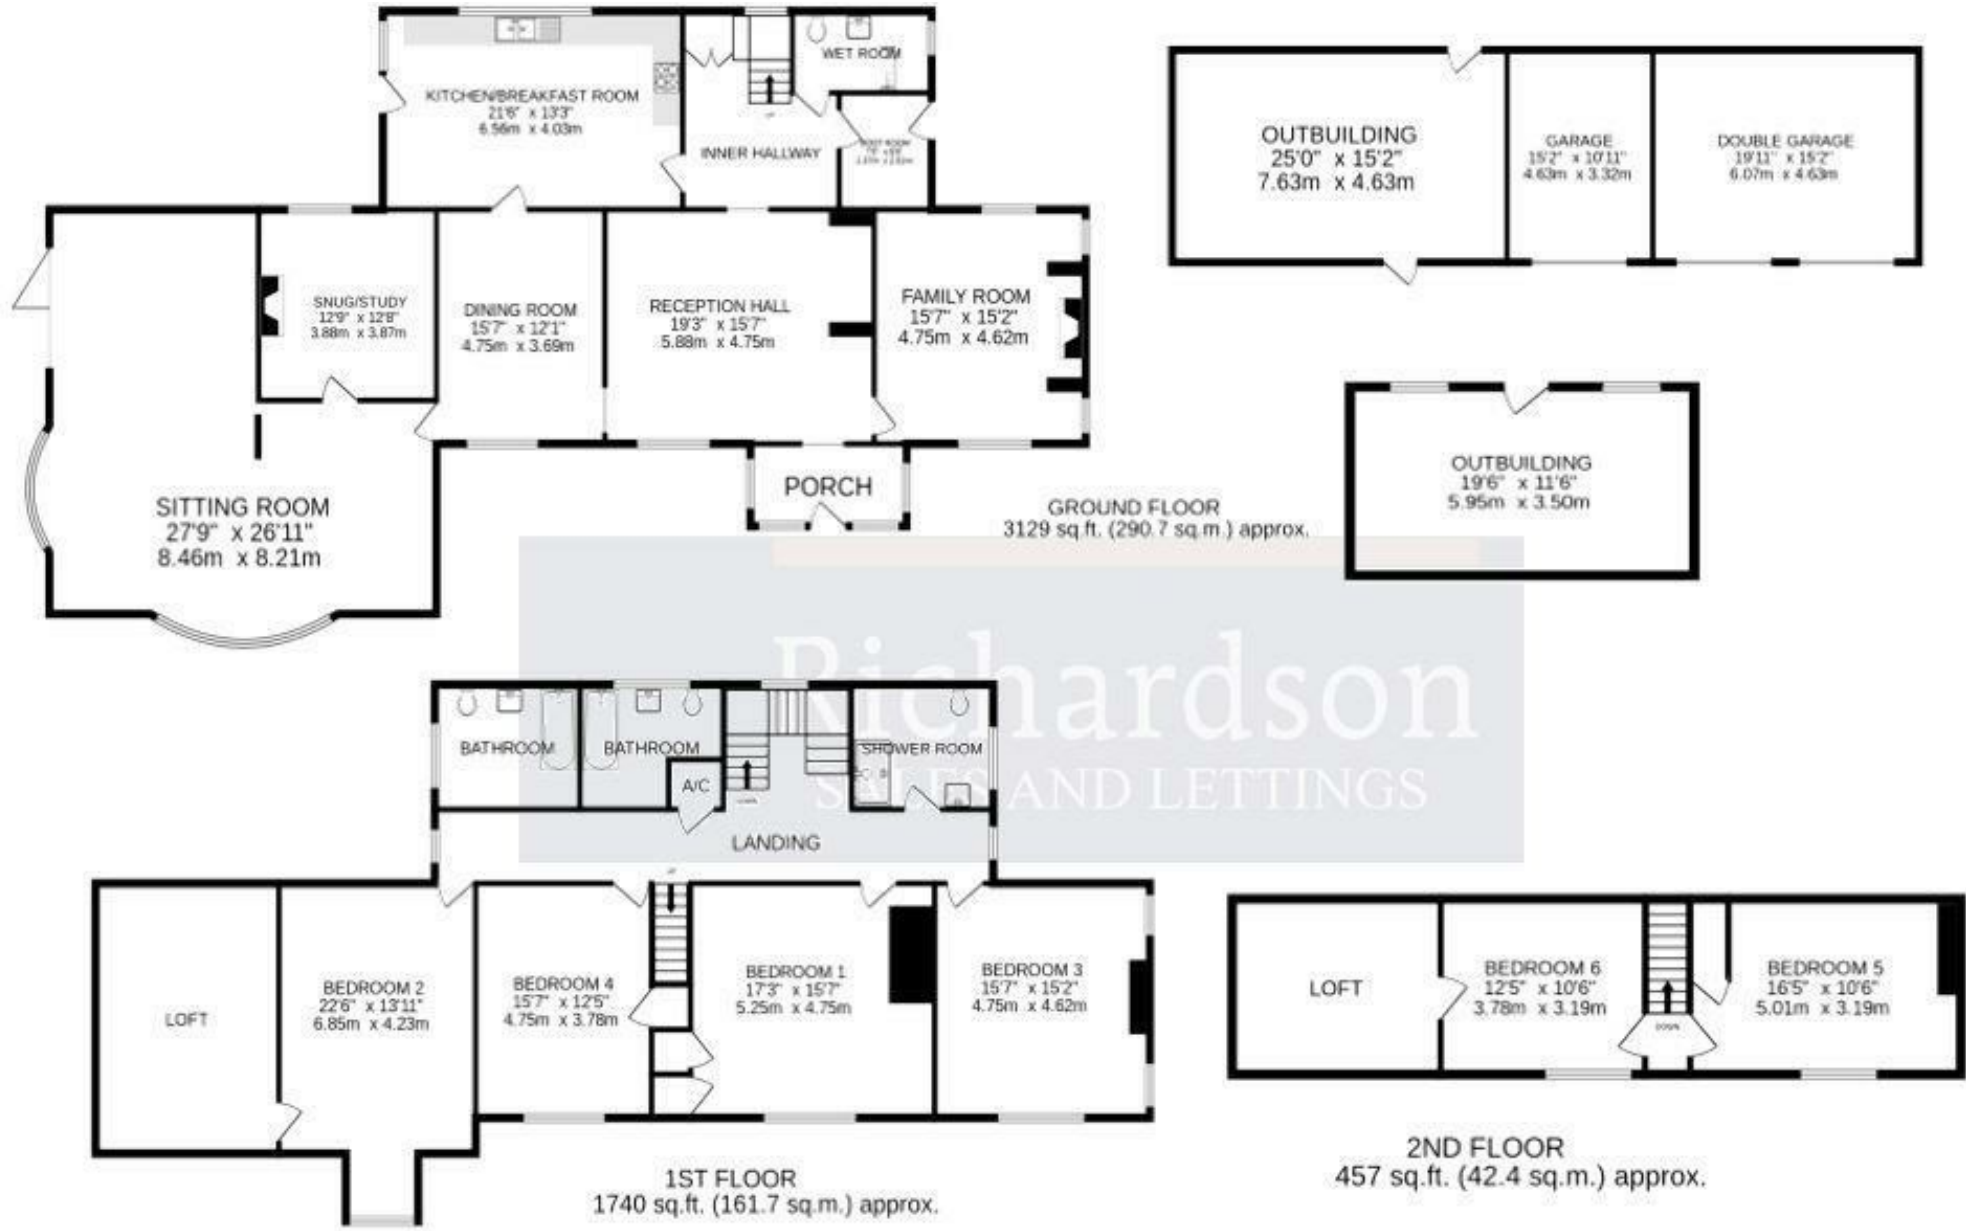 KITCHEN/BREAKFAST ROOM
21'6" x 13'3"
6.56m x 4.03m
WET ROOM
INNER HALLWAY
UP
SNUG/STUDY
12'9" x 12'8"
3.88m x 3.87m
DINING ROOM
15'7" x 12'1"
4.75m x 3.69m
RECEPTION HALL
19'3" x 15'7"
5.88m x 4.75m
FAMILY ROOM
15'7" x 15'2"
4.75m x 4.62m
SITTING ROOM
27'9" x 26'11"
8.46m x 8.21m
PORCH
GROUND FLOOR
3129 sq.ft. (290.7 sq.m.) approx.
OUTBUILDING
25'0" x 15'2"
7.63m x 4.63m
GARAGE
15'2" x 10'11"
4.63m x 3.32m
DOUBLE GARAGE
19'11" x 15'2"
6.07m x 4.63m
OUTBUILDING
19'6" x 11'6"
5.95m x 3.50m
Richardson
SALES AND LETTINGS
BATHROOM
BATHROOM
A/C
DOWN
SHOWER ROOM
LANDING
UP
LOFT
BEDROOM 2
22'6" x 13'11"
6.85m x 4.23m
BEDROOM 4
15'7" x 12'5"
4.75m x 3.78m
BEDROOM 1
17'3" x 15'7"
5.25m x 4.75m
BEDROOM 3
15'7" x 15'2"
4.75m x 4.62m
1ST FLOOR
1740 sq.ft. (161.7 sq.m.) approx.
LOFT
BEDROOM 6
12'5" x 10'6"
3.78m x 3.19m
DOWN
BEDROOM 5
16'5" x 10'6"
5.01m x 3.19m
2ND FLOOR
457 sq.ft. (42.4 sq.m.) approx.